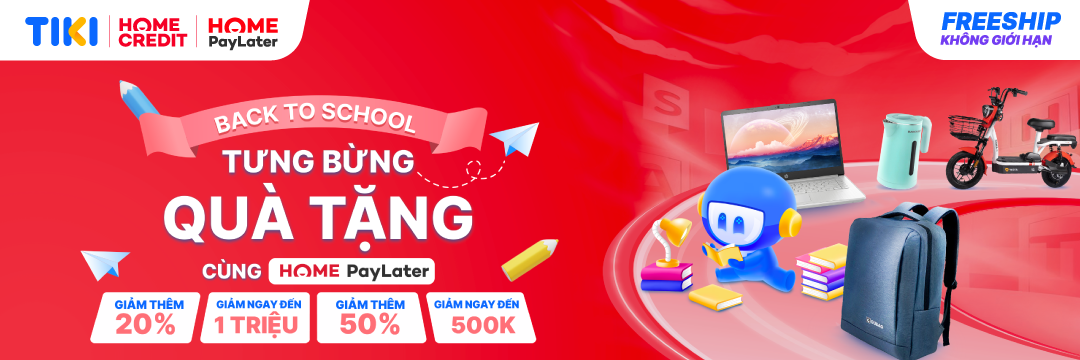 TIKI
HOME CREDIT
HOME PayLater
FREESHIP
KHÔNG GIỚI HẠN
BACK TO SCHOOL
TƯNG BỪNG
QUÀ TẶNG
CÙNG HOME PayLater
GIẢM THÊM
20%
GIẢM NGAY ĐẾN
1 TRIỆU
GIẢM THÊM
50%
GIẢM NGAY ĐẾN
500K